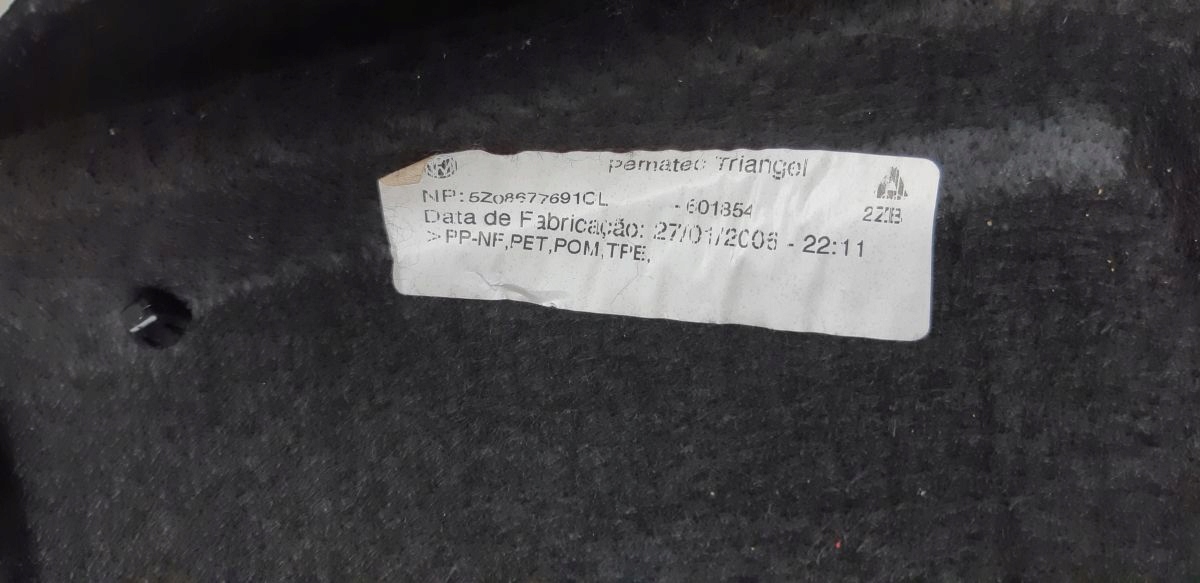 Pematec Triangel
NP: 5Z0867769 1CL - 601854 2ZB
Data de Fabricação: 27/01/2006 - 22:11
>PP-NF,PET,POM,TPE,